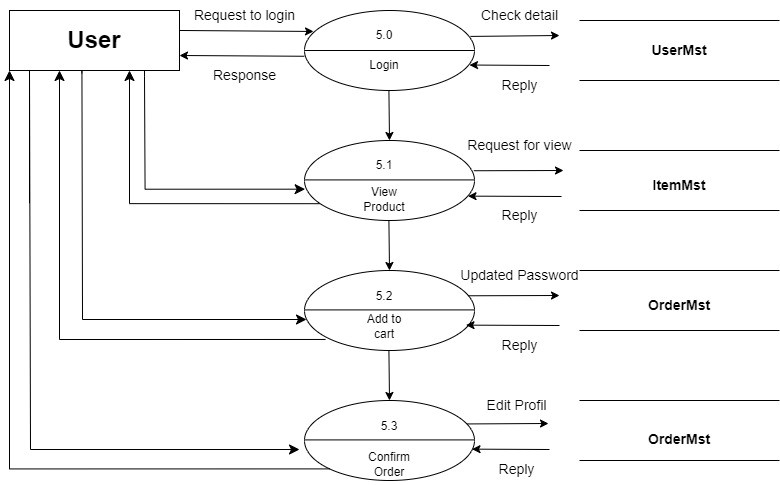 Request to login
Check detail
User
5.0
UserMst
Login
Response
Reply
Request for view
5.1
ItemMst
View
Product
Reply
Updated Password
5.2
OrderMst
Add to
cart
Reply
Edit Profil
5.3
OrderMst
Confirm
Order
Reply